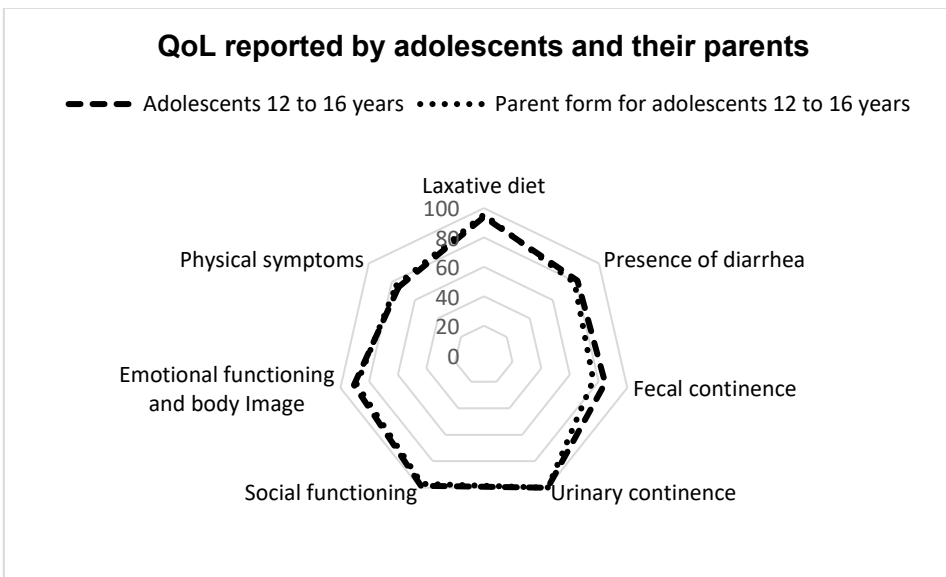 QoL reported by adolescents and their parents
Adolescents 12 to 16 years
Parent form for adolescents 12 to 16 years
Laxative diet
100
80
60
40
20
0
Presence of diarrhea
Fecal continence
Urinary continence
Social functioning
Emotional functioning
and body Image
Physical symptoms